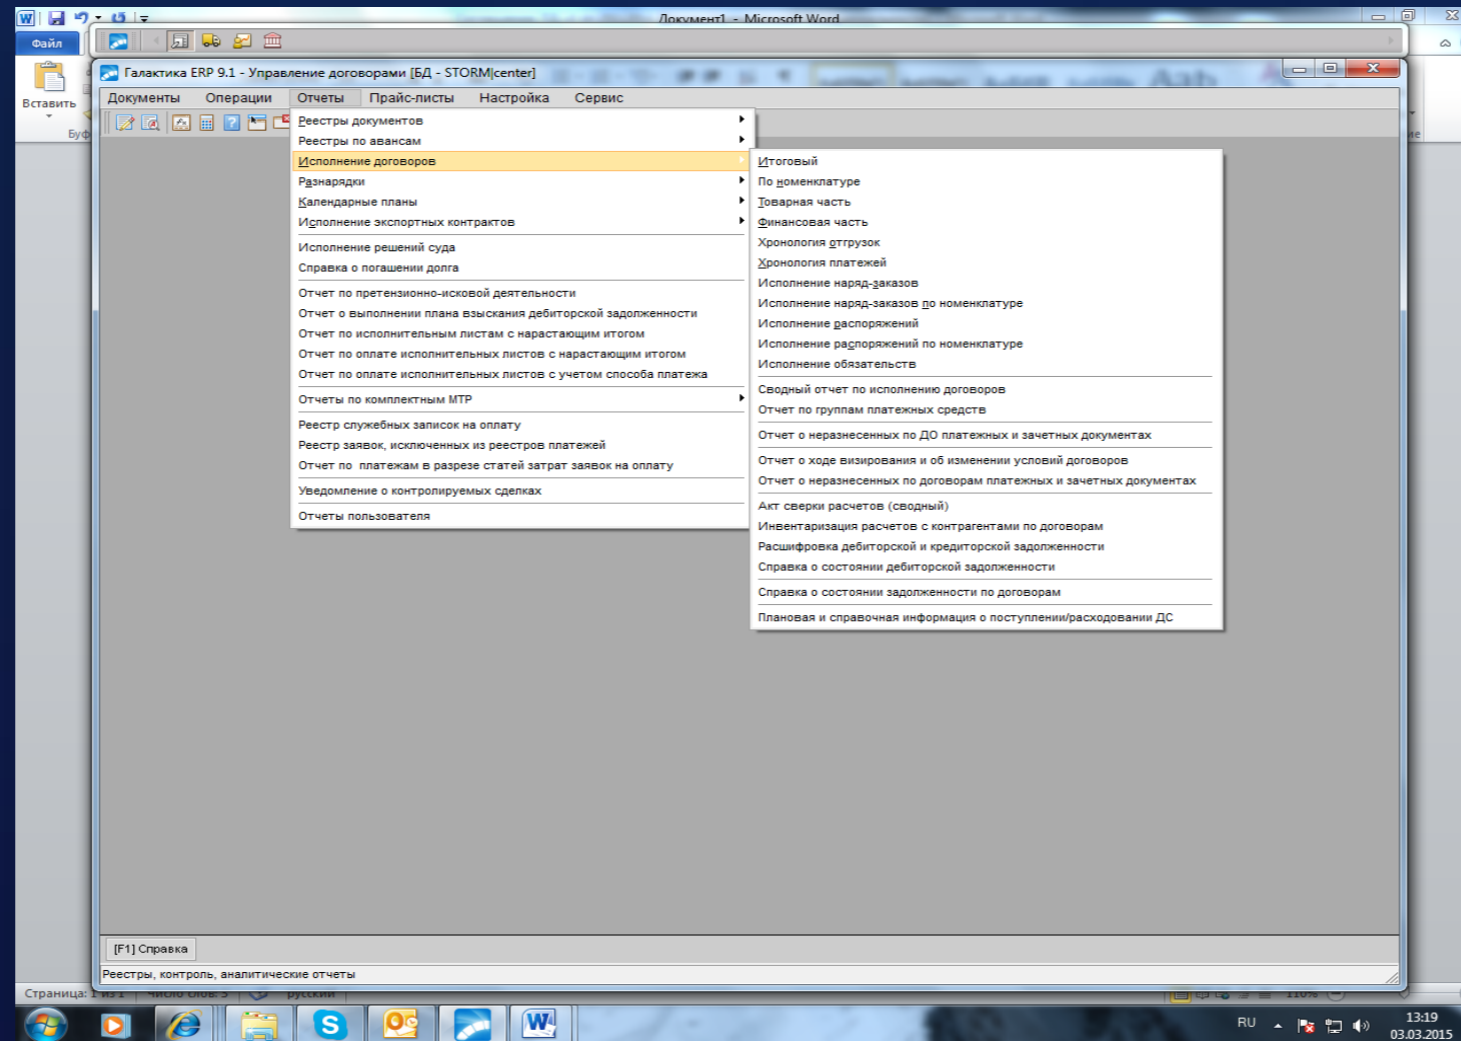 Документ1 - Microsoft Word
Файл
Вставить
Галактика ERP 9.1 - Управление договорами [БД - STORM|center]
Документы Операции Отчеты Прайс-листы Настройка Сервис
Реестры документов
Реестры по авансам
Исполнение договоров
Разнарядки
Календарные планы
Исполнение экспортных контрактов
Исполнение решений суда
Справка о погашении долга
Отчет по претензионно-исковой деятельности
Отчет о выполнении плана взыскания дебиторской задолженности
Отчет по исполнительным листам с нарастающим итогом
Отчет по оплате исполнительных листов с нарастающим итогом
Отчет по оплате исполнительных листов с учетом способа платежа
Отчеты по комплектным МТР
Реестр служебных записок на оплату
Реестр заявок, исключенных из реестров платежей
Отчет по платежам в разрезе статей затрат заявок на оплату
Уведомление о контролируемых сделках
Отчеты пользователя
Итоговый
По номенклатуре
Товарная часть
Финансовая часть
Хронология отгрузок
Хронология платежей
Исполнение наряд-заказов
Исполнение наряд-заказов по номенклатуре
Исполнение распоряжений
Исполнение распоряжений по номенклатуре
Исполнение обязательств
Сводный отчет по исполнению договоров
Отчет по группам платежных средств
Отчет о неразнесенных по ДО платежных и зачетных документах
Отчет о ходе визирования и об изменении условий договоров
Отчет о неразнесенных по договорам платежных и зачетных документах
Акт сверки расчетов (сводный)
Инвентаризация расчетов с контрагентами по договорам
Расшифровка дебиторской и кредиторской задолженности
Справка о состоянии дебиторской задолженности
Справка о состоянии задолженности по договорам
Плановая и справочная информация о поступлении/расходовании ДС
[F1] Справка
Реестры, контроль, аналитические отчеты
Страница: 1 из 1 Число слов: 3 русский 110%
RU 13:19
03.03.2015